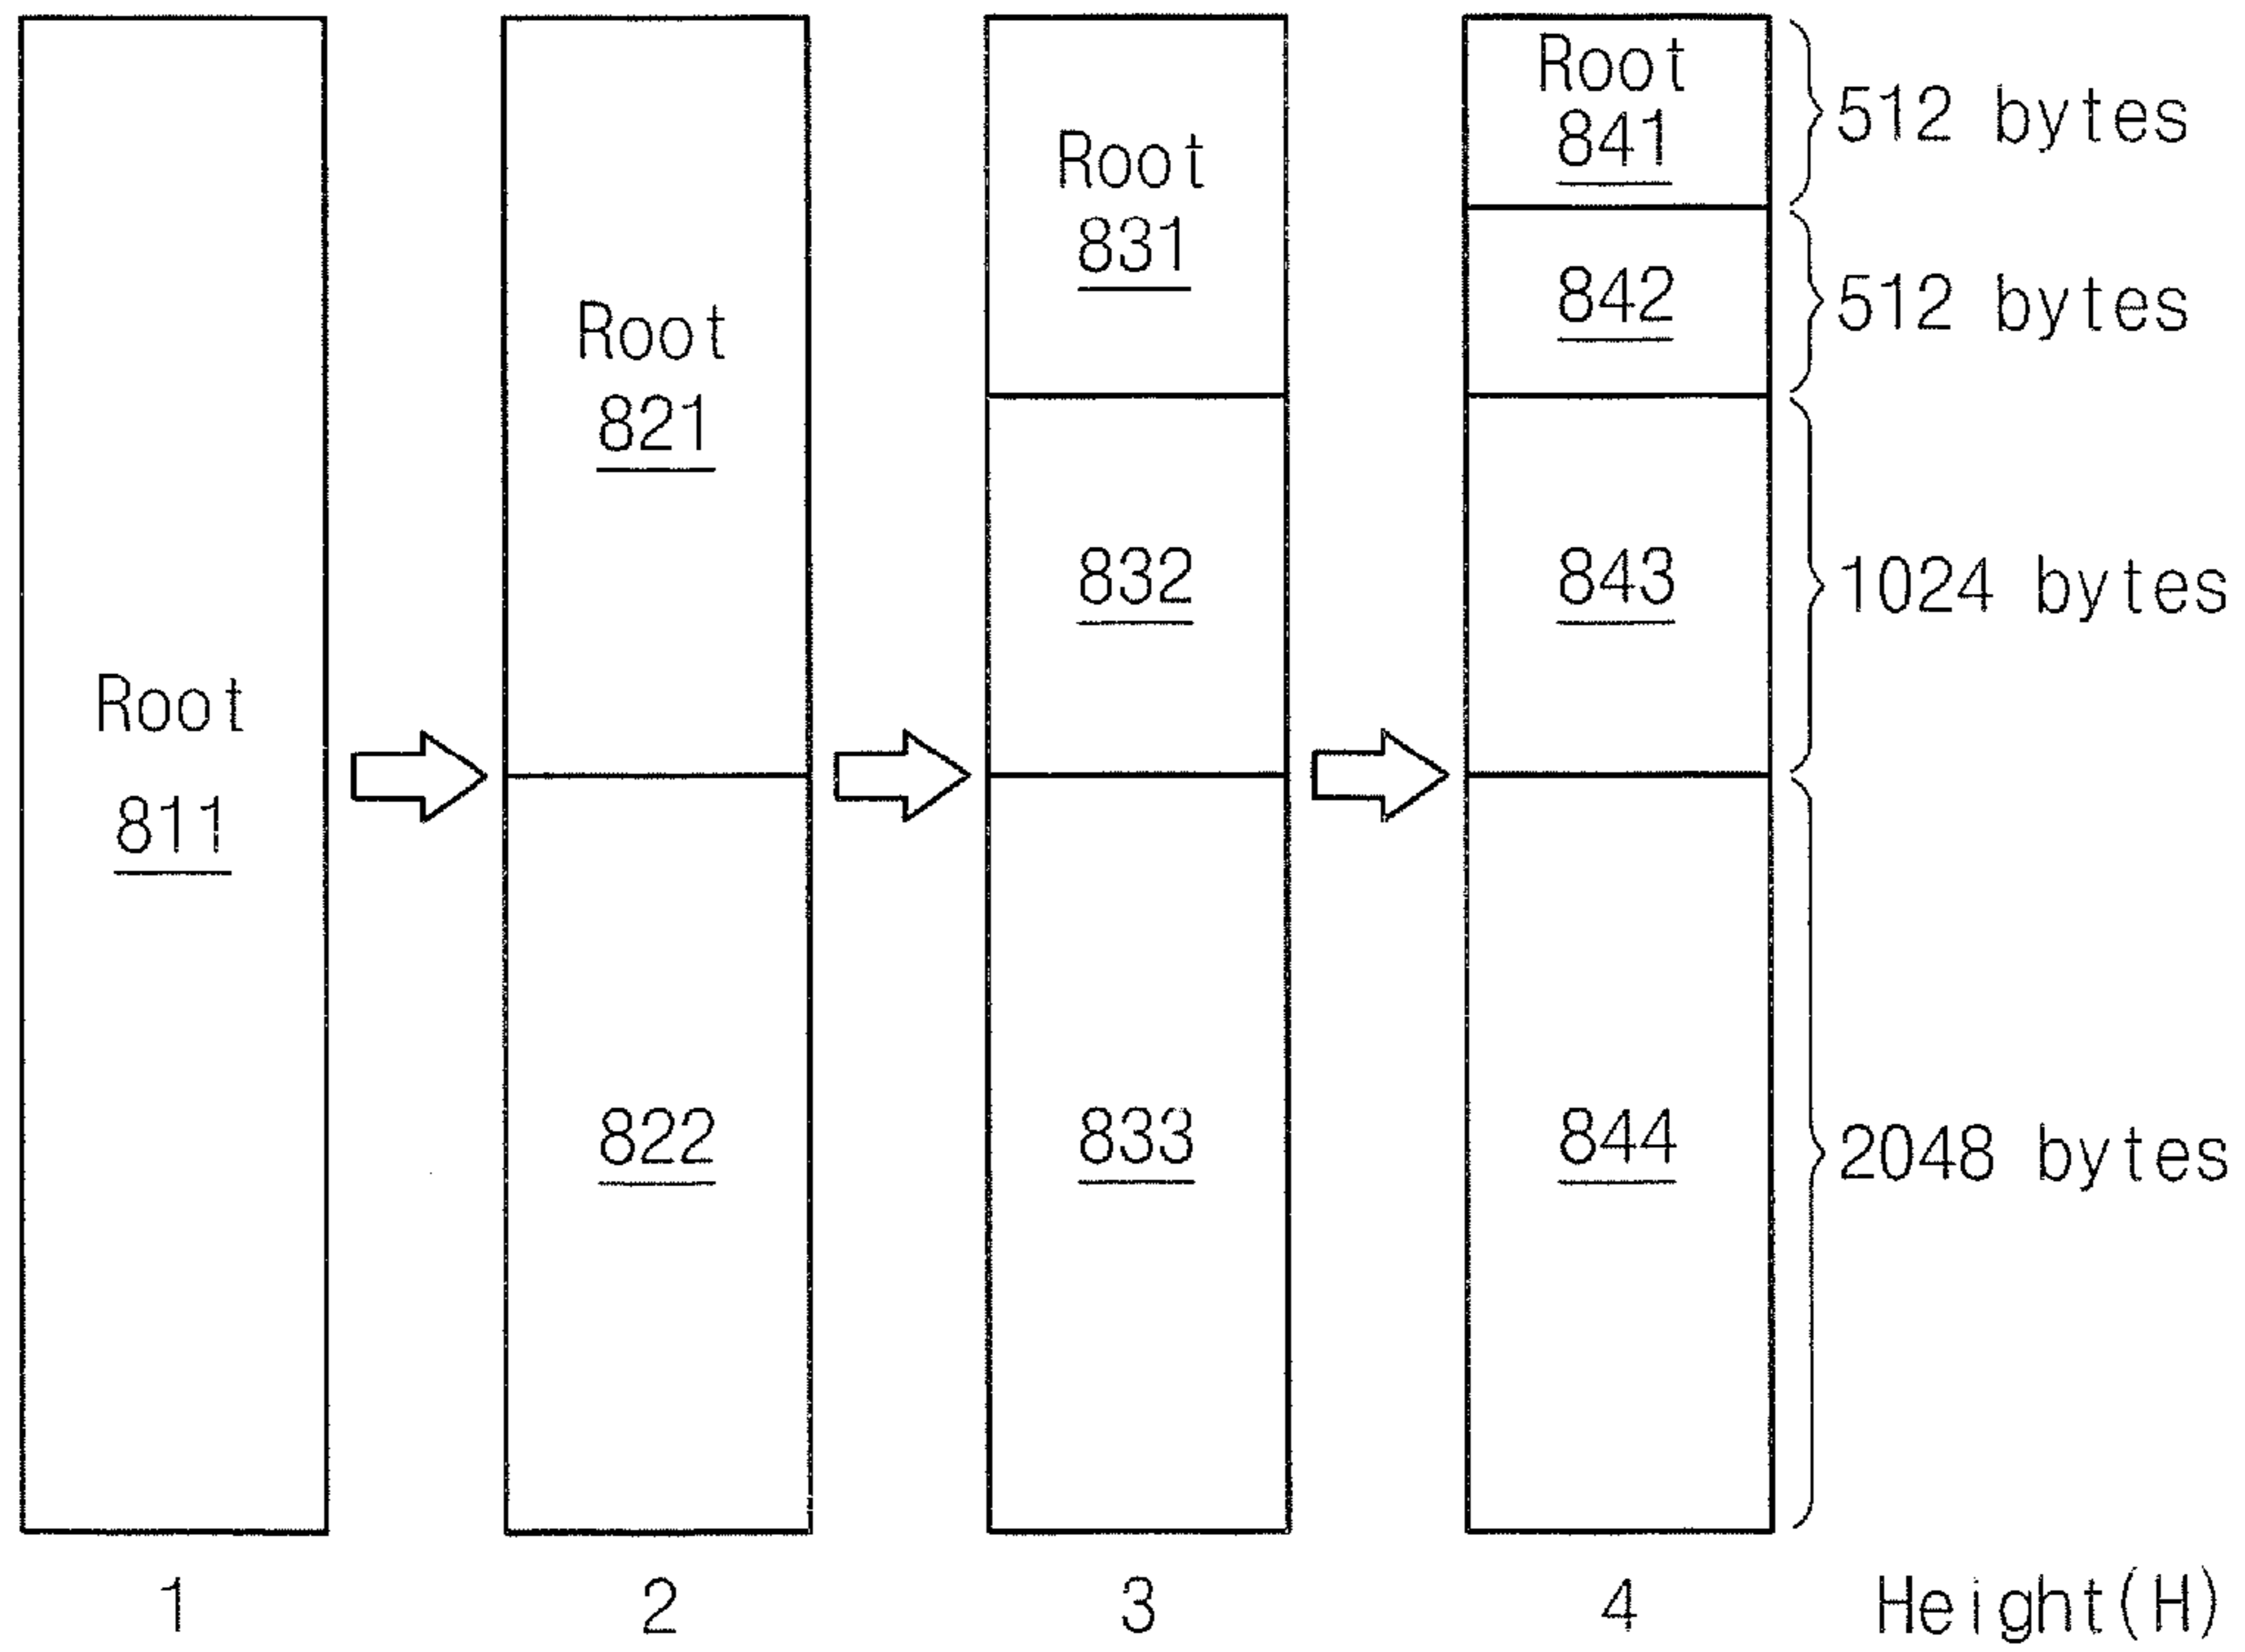 Root
811
Root
821
822
Root
831
832
833
Root
841
842
843
844
512 bytes
512 bytes
1024 bytes
2048 bytes
1
2
3
4
Height(H)